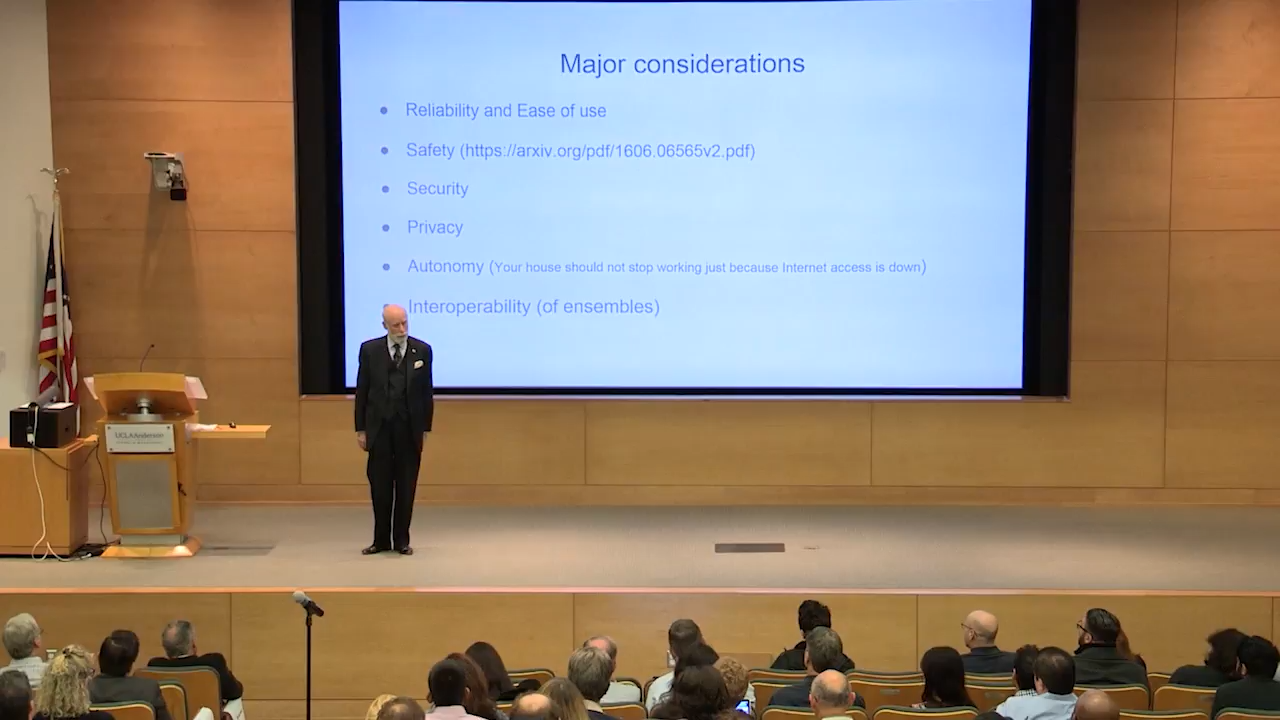 Major considerations
Reliability and Ease of use
Safety (https://arxiv.org/pdf/1606.06565v2.pdf)
Security
Privacy
Autonomy (Your house should not stop working just because Internet access is down)
Interoperability (of ensembles)
UCLAAnderson